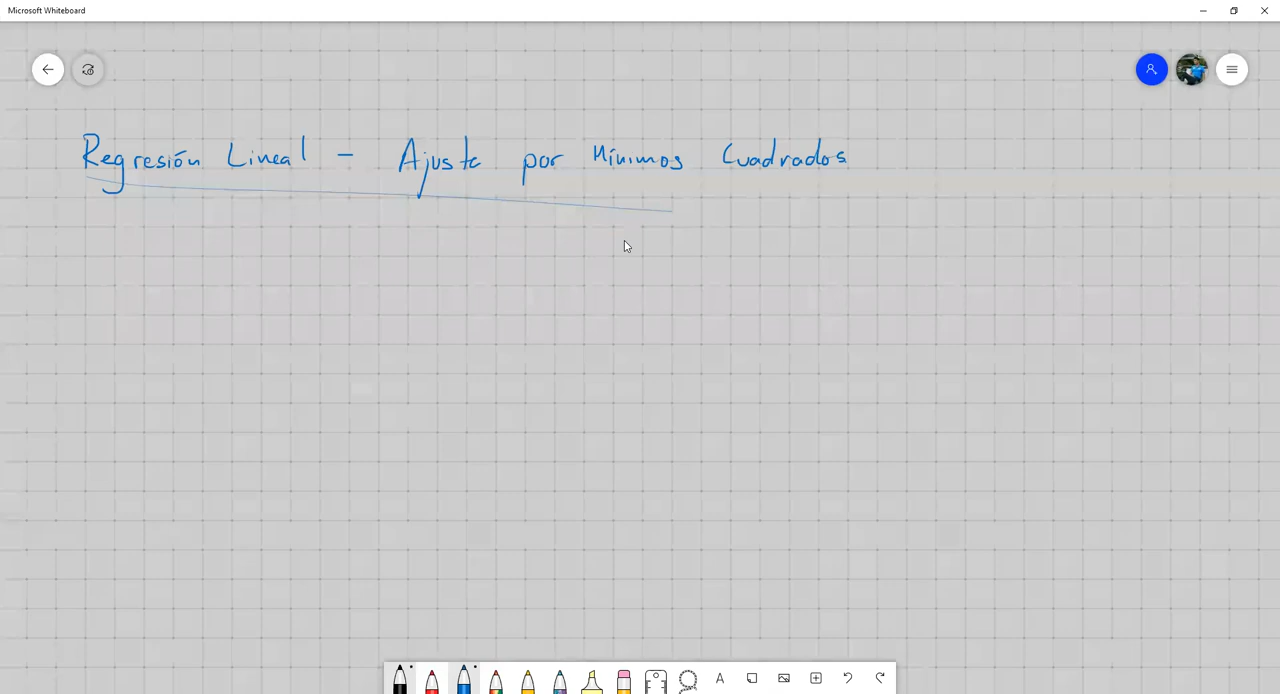 Microsoft Whiteboard
Regresión Lineal - Ajuste por Mínimos Cuadrados
A